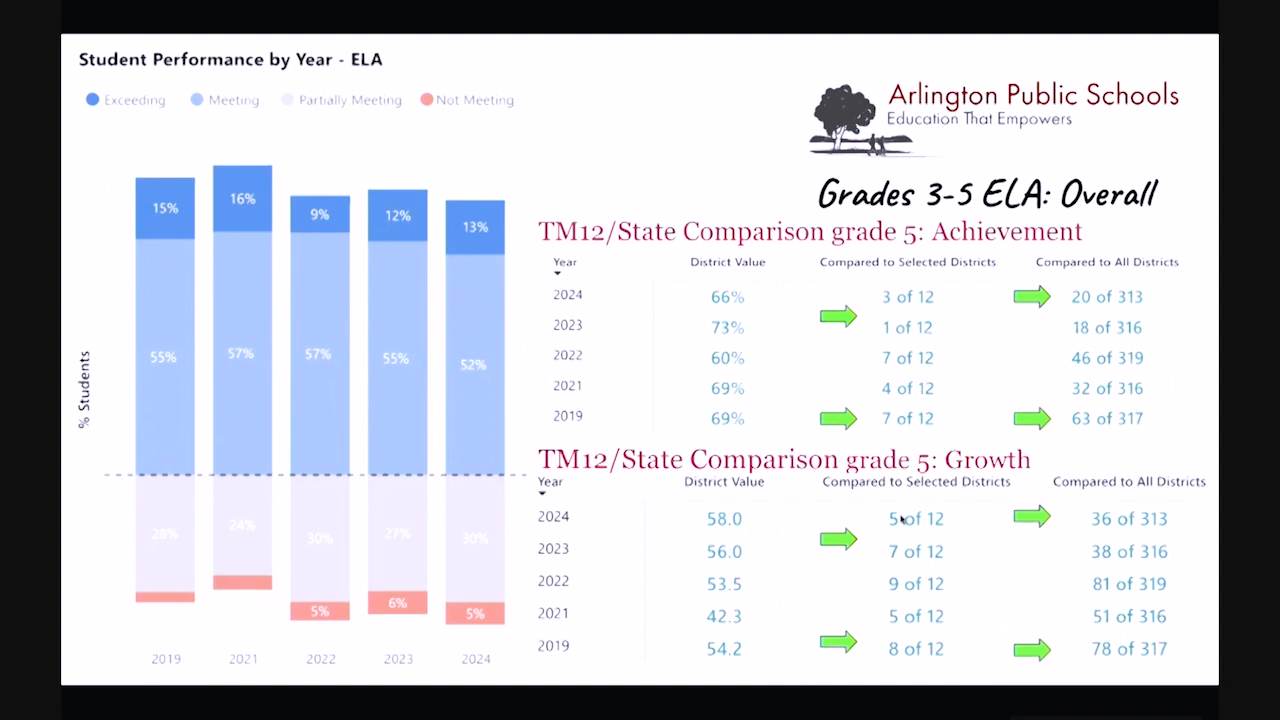 Student Performance by Year - ELA
Exceeding Meeting Partially Meeting Not Meeting
Arlington Public Schools
Education That Empowers
Grades 3-5 ELA: Overall
% Students
15% 16% 9% 12% 13%
55% 57% 57% 55% 52%
28% 24% 30% 27% 30%
5% 6% 5%
2019 2021 2022 2023 2024
TM12/State Comparison grade 5: Achievement
Year District Value Compared to Selected Districts Compared to All Districts
2024 66% 3 of 12 20 of 313
2023 73% 1 of 12 18 of 316
2022 60% 7 of 12 46 of 319
2021 69% 4 of 12 32 of 316
2019 69% 7 of 12 63 of 317
TM12/State Comparison grade 5: Growth
Year District Value Compared to Selected Districts Compared to All Districts
2024 58.0 5 of 12 36 of 313
2023 56.0 7 of 12 38 of 316
2022 53.5 9 of 12 81 of 319
2021 42.3 5 of 12 51 of 316
2019 54.2 8 of 12 78 of 317